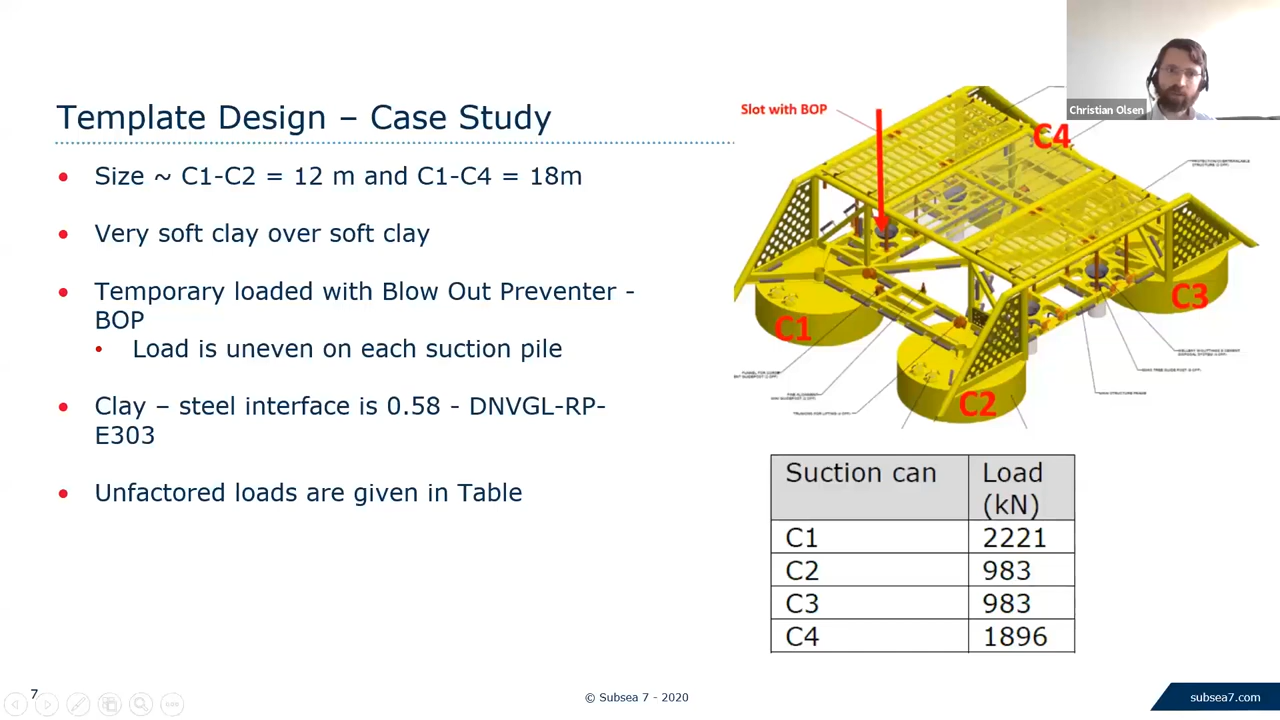 Template Design – Case Study
Size ~ C1-C2 = 12 m and C1-C4 = 18m
Very soft clay over soft clay
Temporary loaded with Blow Out Preventer -
BOP
Load is uneven on each suction pile
Clay – steel interface is 0.58 - DNVGL-RP-
E303
Unfactored loads are given in Table
Slot with BOP
C4
C1
C3
C2
Christian Olsen
Suction can Load
(kN)
C1 2221
C2 983
C3 983
C4 1896
7
© Subsea 7 - 2020
subsea7.com